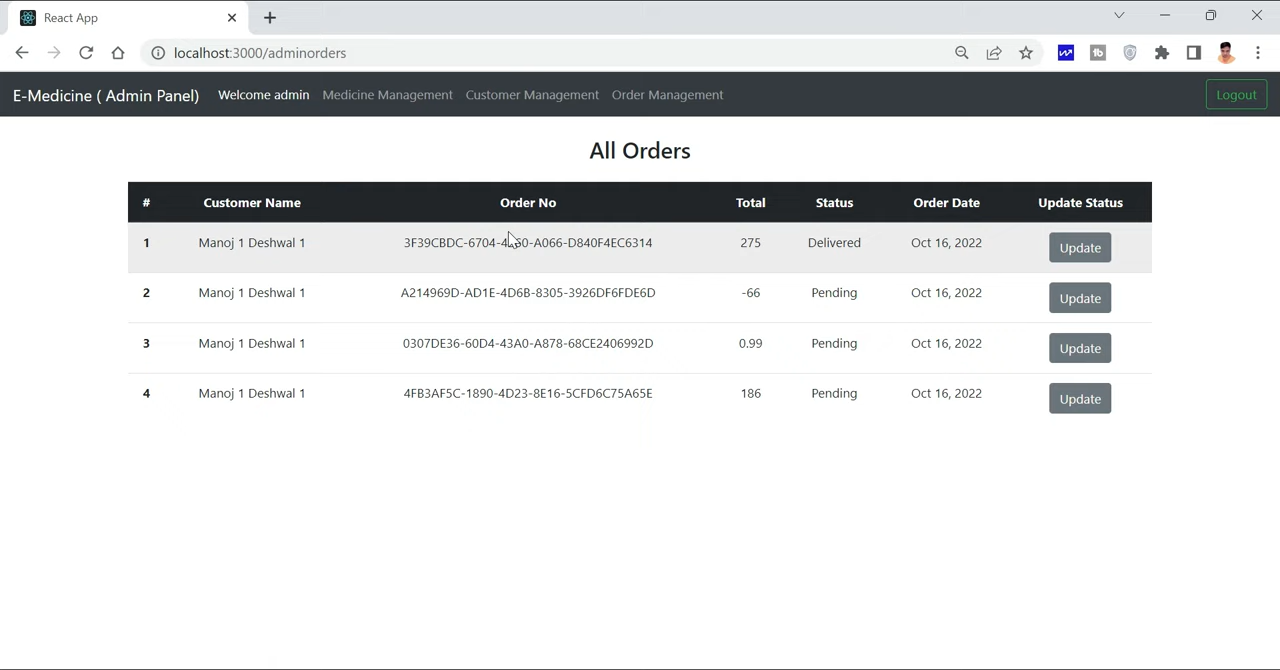 React App
localhost:3000/adminorders
E-Medicine ( Admin Panel) Welcome admin Medicine Management Customer Management Order Management Logout
All Orders
# Customer Name Order No Total Status Order Date Update Status
1 Manoj 1 Deshwal 1 275 Delivered Oct 16, 2022 Update
2 Manoj 1 Deshwal 1 A214969D-AD1E-4D6B-8305-3926DF6FDE6D -66 Pending Oct 16, 2022 Update
3 Manoj 1 Deshwal 1 0307DE36-60D4-43A0-A878-68CE2406992D 0.99 Pending Oct 16, 2022 Update
4 Manoj 1 Deshwal 1 4FB3AF5C-1890-4D23-8E16-5CFD6C75A65E 186 Pending Oct 16, 2022 Update